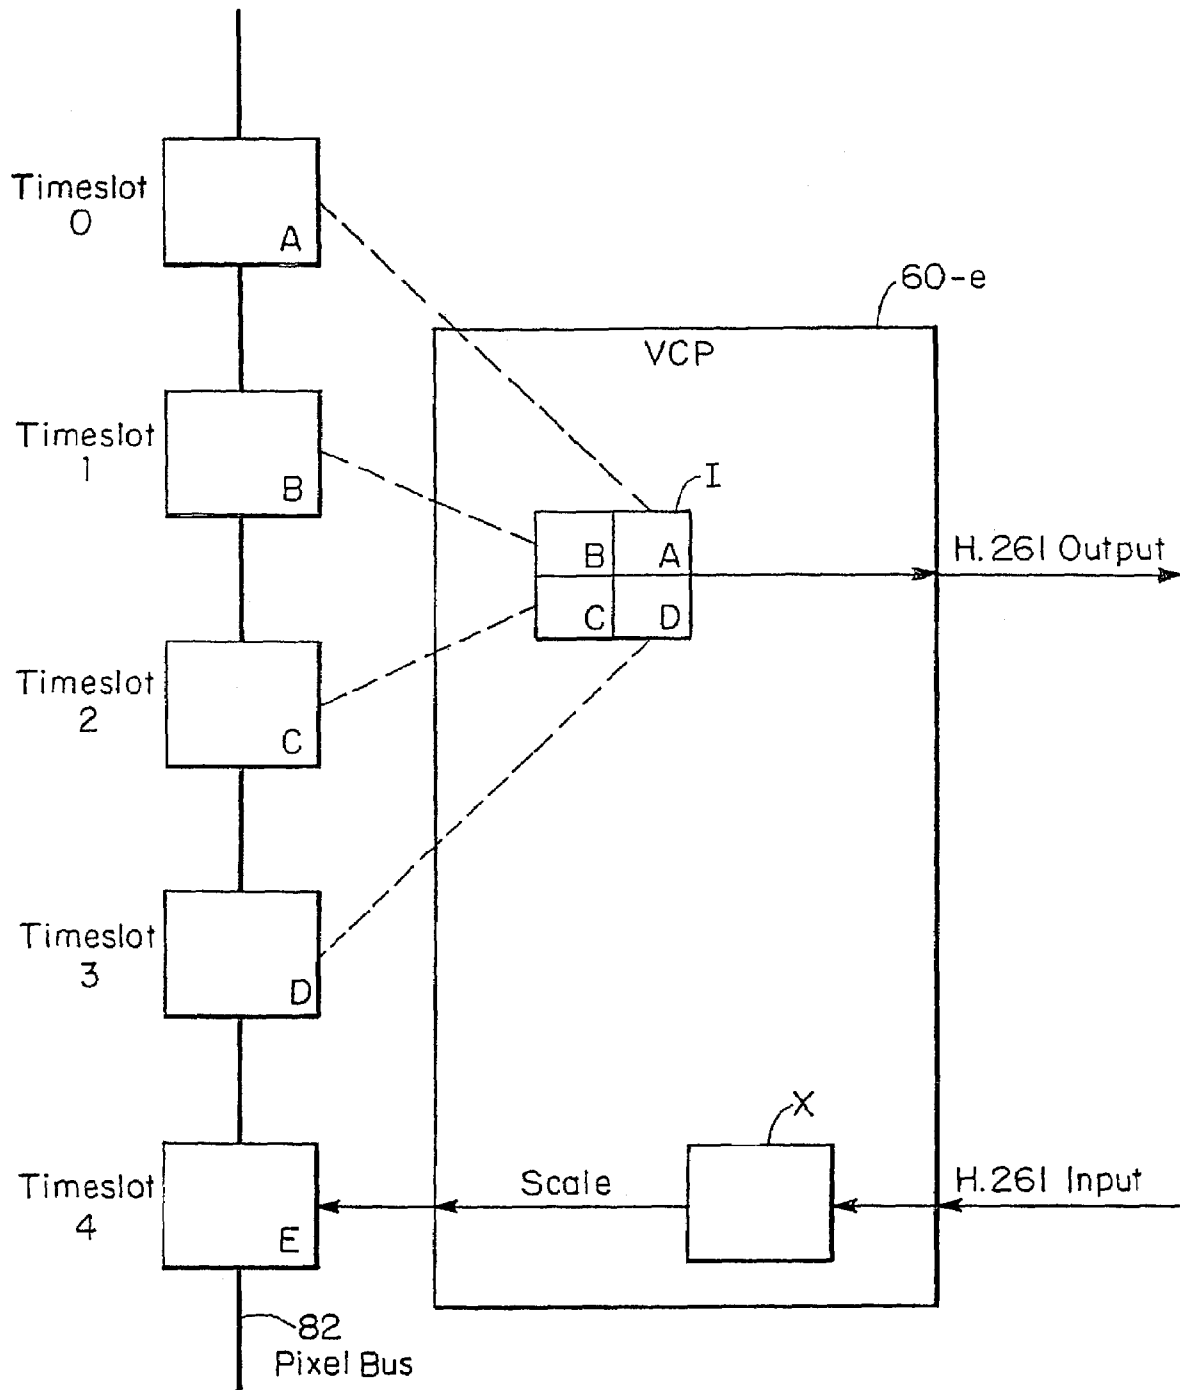 Timeslot
0
A
60-e
VCP
Timeslot
1
B
I
B A
C D
H.261 Output
Timeslot
2
C
Timeslot
3
D
X
Timeslot
4
E
Scale
H.261 Input
82
Pixel Bus